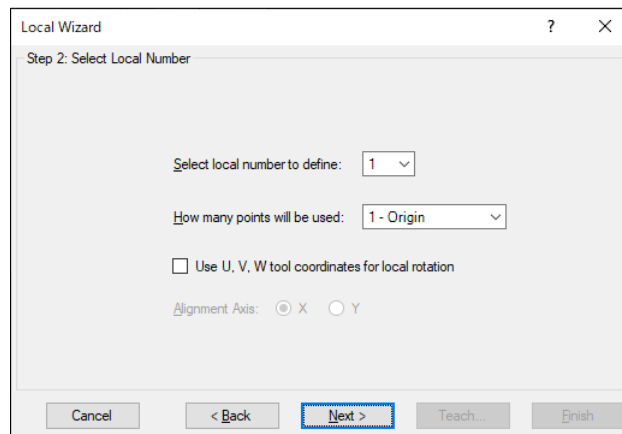 Local Wizard ?
Step 2: Select Local Number
Select local number to define: 1
How many points will be used: 1 - Origin
Use U, V, W tool coordinates for local rotation
Alignment Axis: X Y
Cancel < Back Next > Teach... Finish